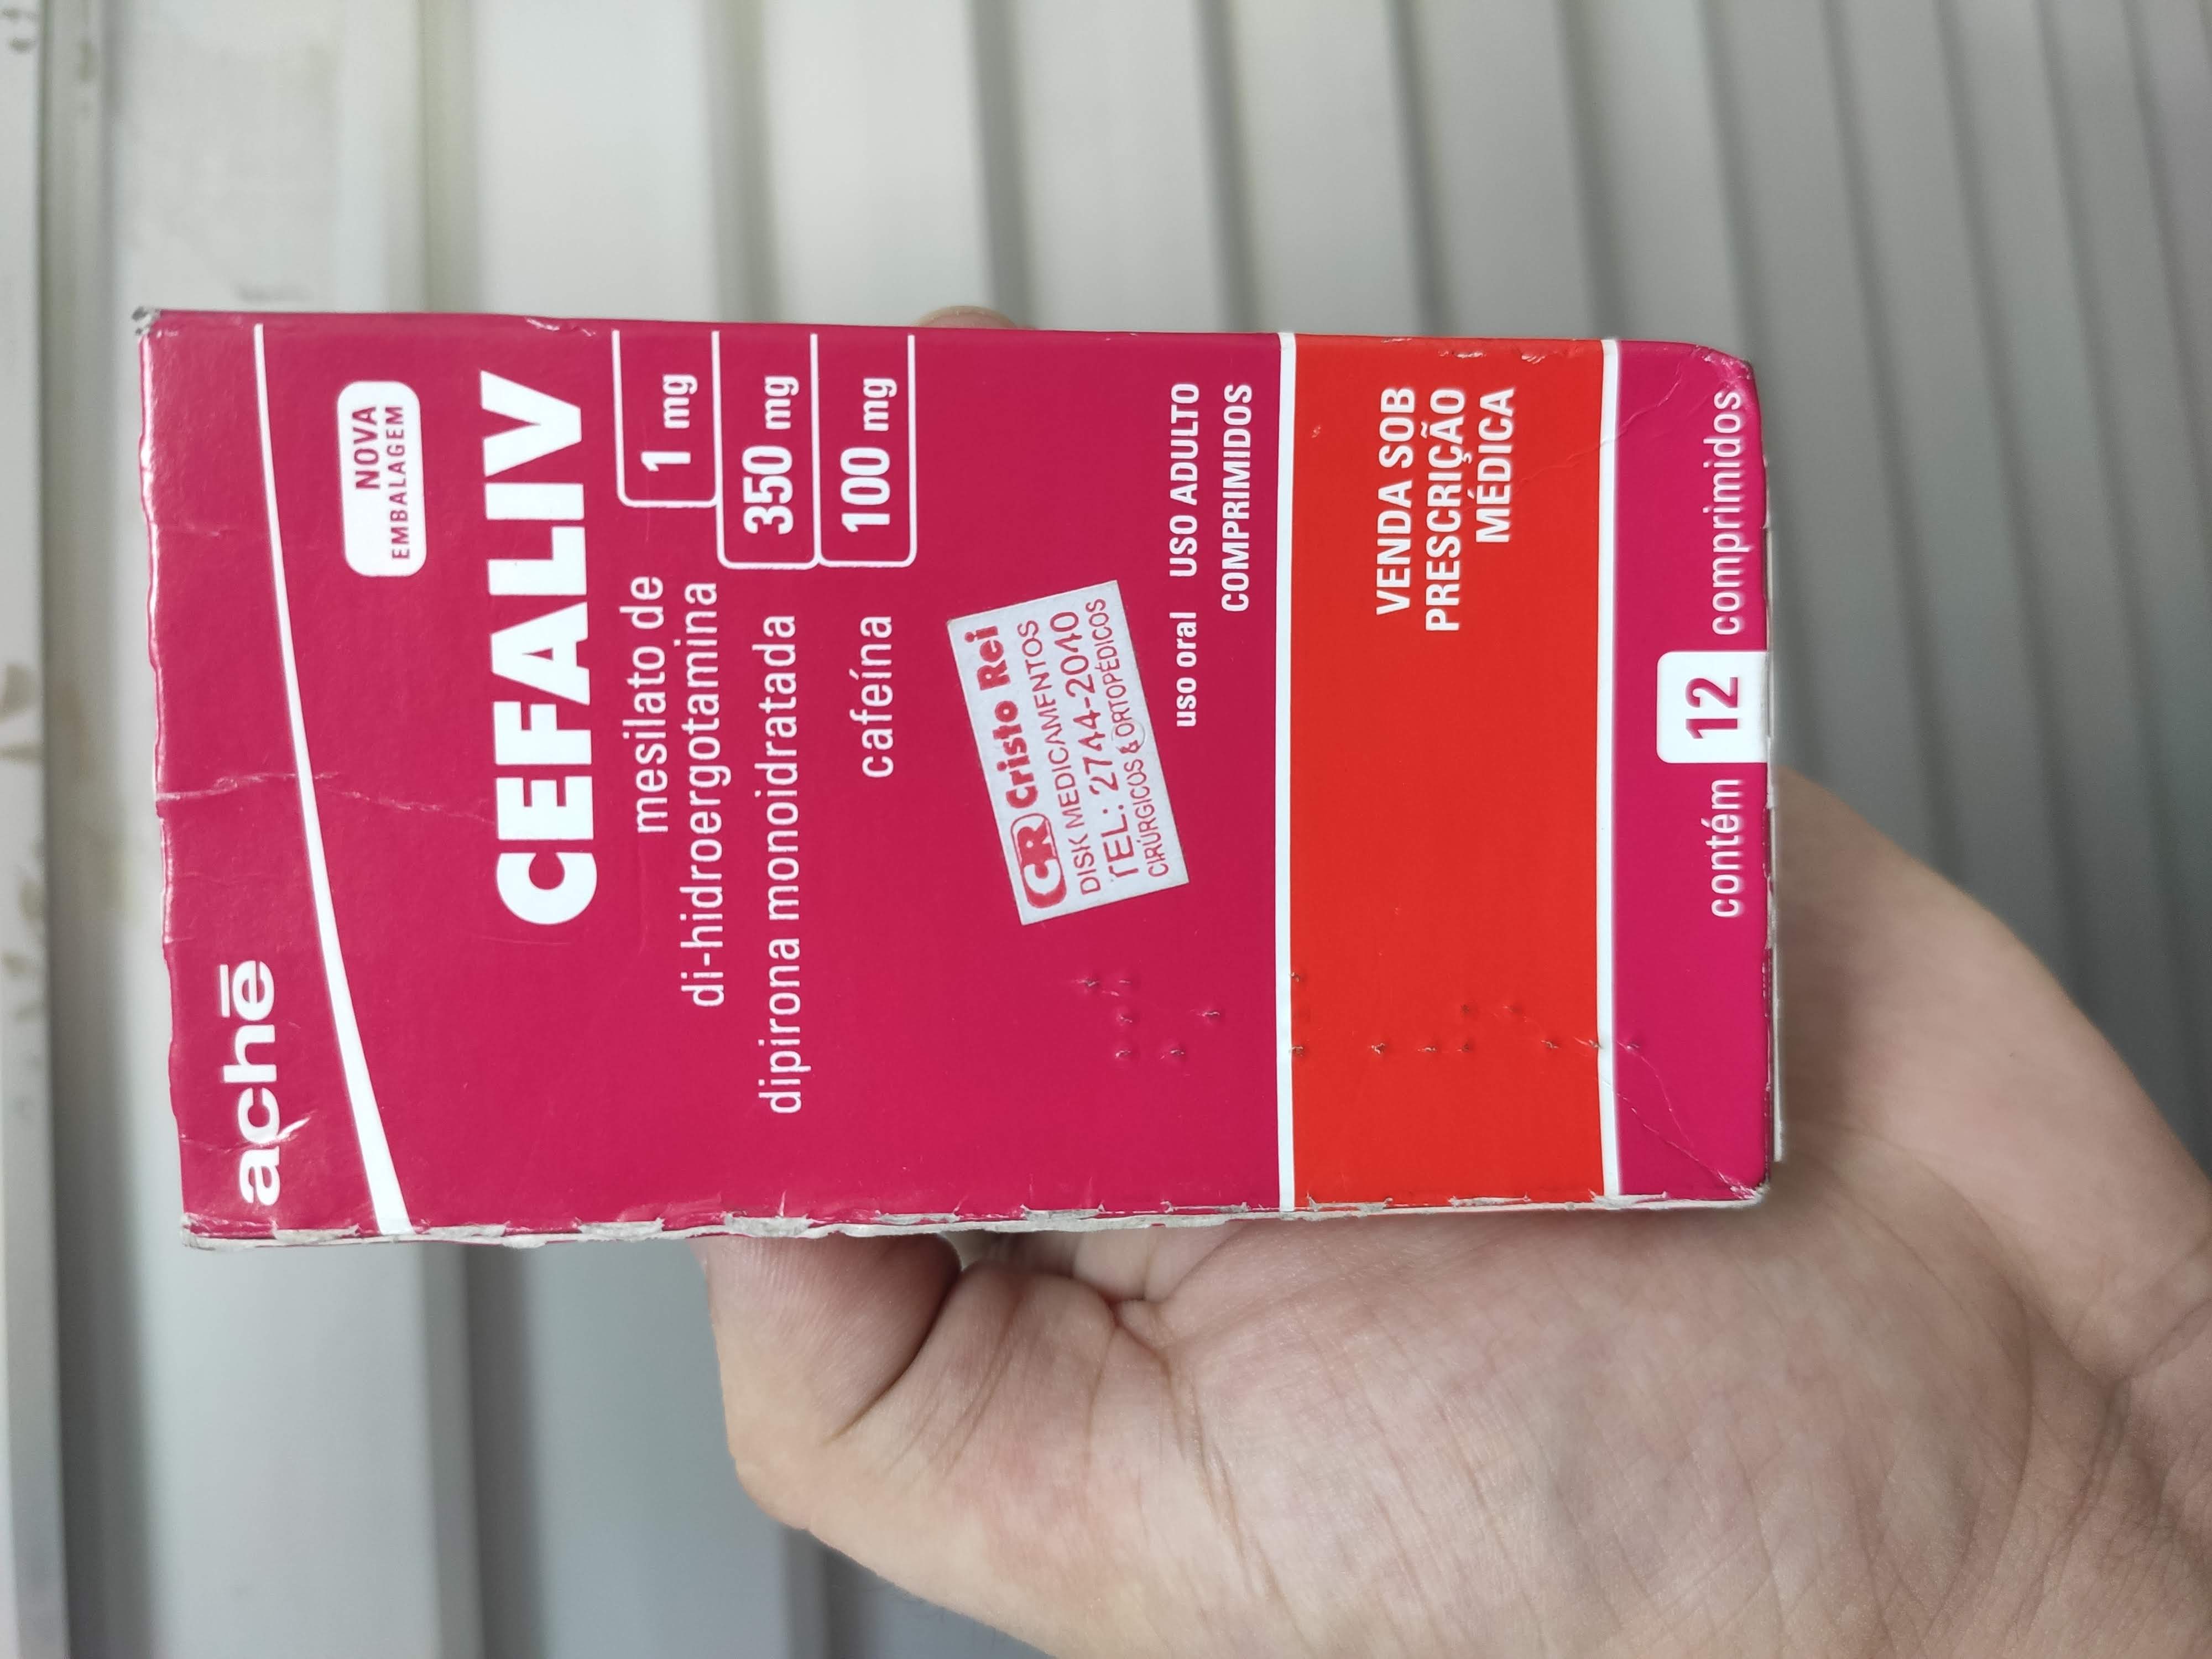 achē
NOVA
EMBALAGEM
CEFALIV
mesilato de
di-hidroergotamina
1 mg
dipirona monoidratada 350 mg
cafeína 100 mg
CR Cristo Rei
DISK MEDICAMENTOS
TEL: 2744-2040
CIRÚRGICOS & ORTOPÉDICOS
uso oral USO ADULTO
COMPRIMIDOS
VENDA SOB
PRESCRIÇÃO
MÉDICA
contém 12 comprimidos